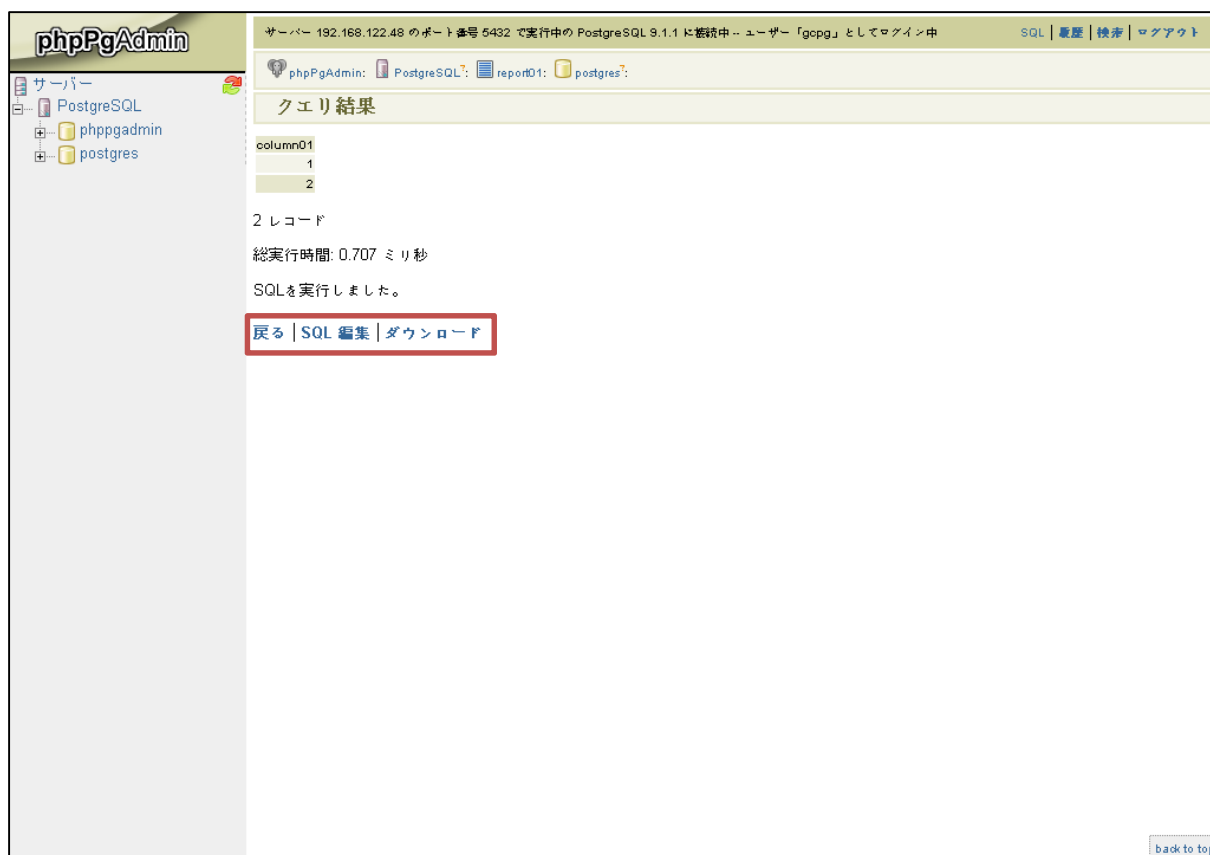 phpPgAdmin
サーバー 192.168.122.48 のポート番号 5432 で実行中の PostgreSQL 9.1.1 に接続中 -- ユーザー「gopg」としてログイン中
SQL | 履歴 | 検索 | ログアウト
phpPgAdmin: PostgreSQL?: report01: postgres?:
サーバー
PostgreSQL
phppgadmin
postgres
クエリ結果
column01
1
2
2 レコード
総実行時間: 0.707 ミリ秒
SQLを実行しました。
戻る | SQL 編集 | ダウンロード
back to top